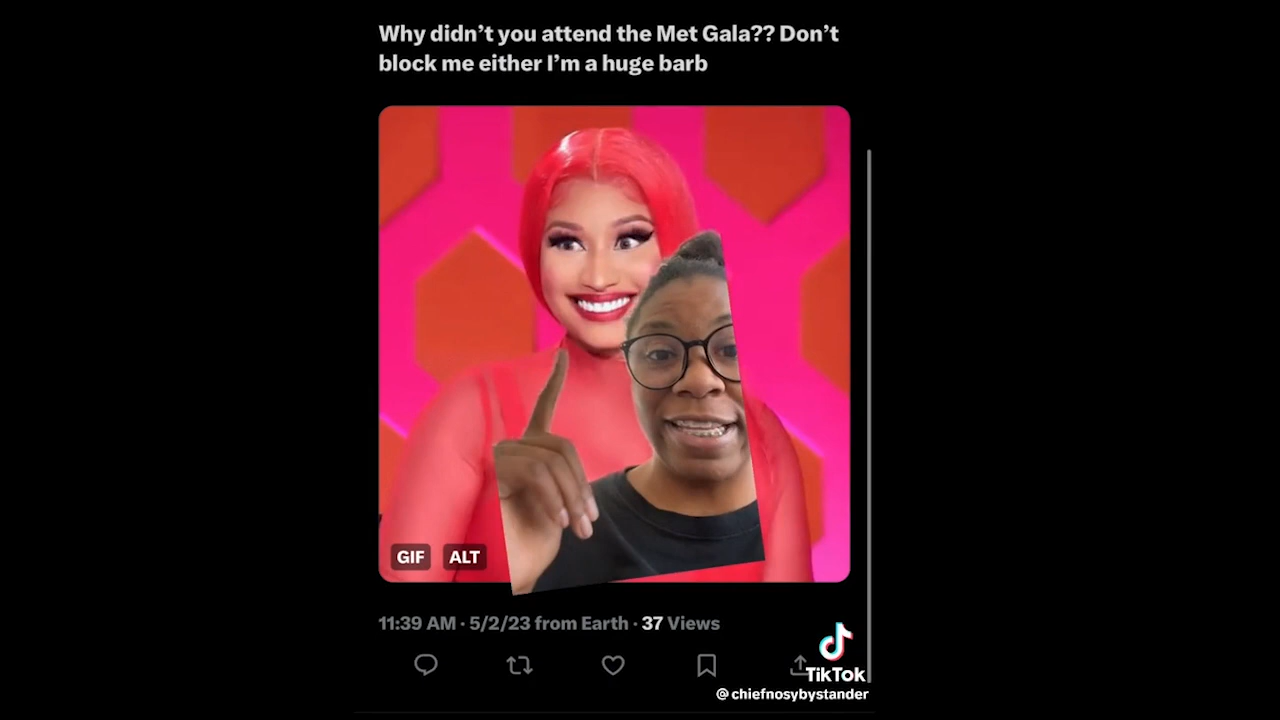 Why didn’t you attend the Met Gala?? Don’t
block me either I’m a huge barb
GIF ALT
11:39 AM · 5/2/23 from Earth · 37 Views
TikTok
@chiefnosybystander